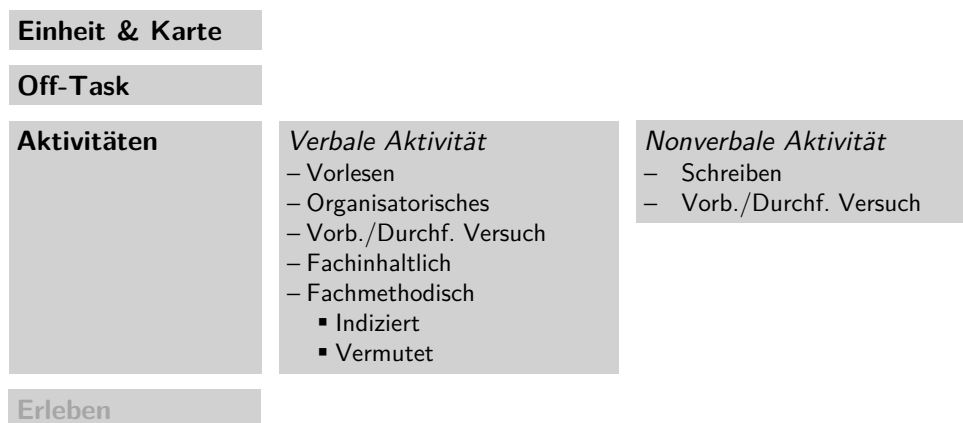 Einheit & Karte
Off-Task
Aktivitäten
Verbale Aktivität
– Vorlesen
– Organisatorisches
– Vorb./Durchf. Versuch
– Fachinhaltlich
– Fachmethodisch
▪ Indiziert
▪ Vermutet
Nonverbale Aktivität
– Schreiben
– Vorb./Durchf. Versuch
Erleben